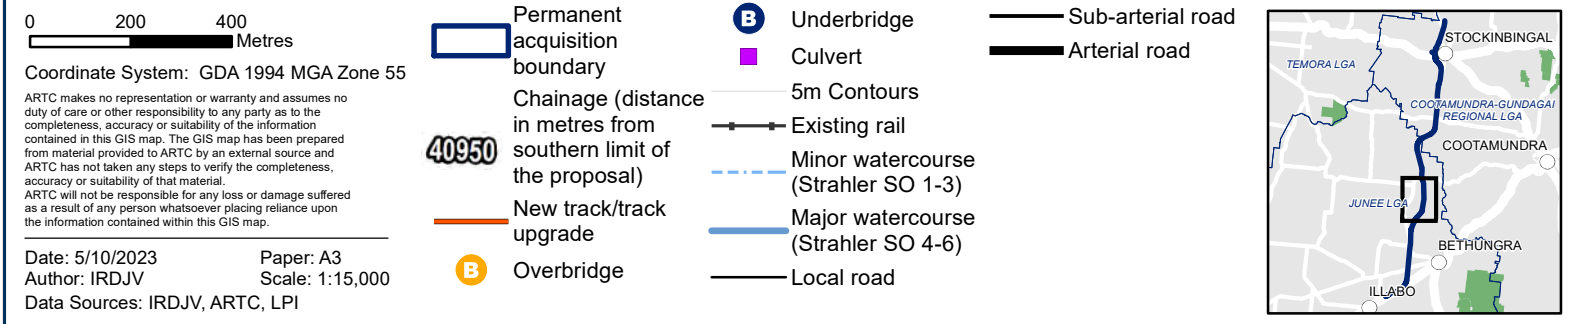 0 200 400
Metres
Coordinate System: GDA 1994 MGA Zone 55
ARTC makes no representation or warranty and assumes no
duty of care or other responsibility to any party as to the
completeness, accuracy or suitability of the information
contained in this GIS map. The GIS map has been prepared
from material provided to ARTC by an external source and
ARTC has not taken any steps to verify the completeness,
accuracy or suitability of that material.
ARTC will not be responsible for any loss or damage suffered
as a result of any person whatsoever placing reliance upon
the information contained within this GIS map.
Date: 5/10/2023 Paper: A3
Author: IRDJV Scale: 1:15,000
Data Sources: IRDJV, ARTC, LPI
Permanent
acquisition
boundary
40950
Chainage (distance
in metres from
southern limit of
the proposal)
New track/track
upgrade
B Overbridge
B Underbridge
Culvert
5m Contours
Existing rail
Minor watercourse
(Strahler SO 1-3)
Major watercourse
(Strahler SO 4-6)
Local road
Sub-arterial road
Arterial road
STOCKINBINGAL
TEMORA LGA
COOTAMUNDRA-GUNDAGAI
REGIONAL LGA
COOTAMUNDRA
JUNEE LGA
BETHUNGRA
ILLABO